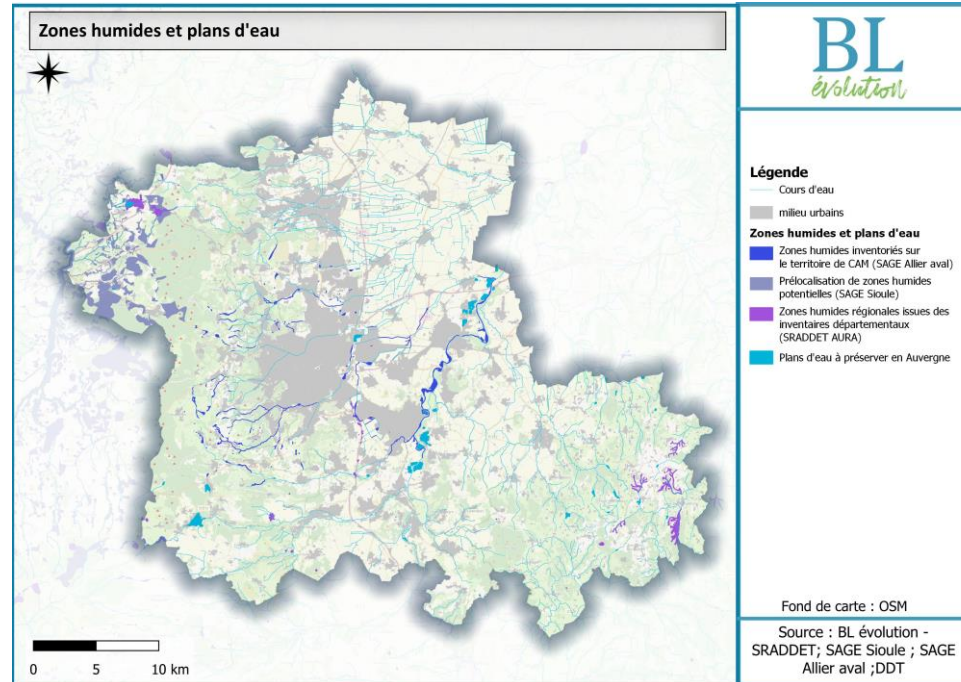 Zones humides et plans d'eau
BL
évolution
Légende
Cours d'eau
milieu urbains
Zones humides et plans d'eau
Zones humides inventoriés sur
le territoire de CAM (SAGE Allier aval)
Prélocalisation de zones humides
potentielles (SAGE Sioule)
Zones humides régionales issues des
inventaires départementaux
(SRADDET AURA)
Plans d'eau à préserver en Auvergne
0 5 10 km
Fond de carte : OSM
Source : BL évolution -
SRADDET; SAGE Sioule ; SAGE
Allier aval ;DDT